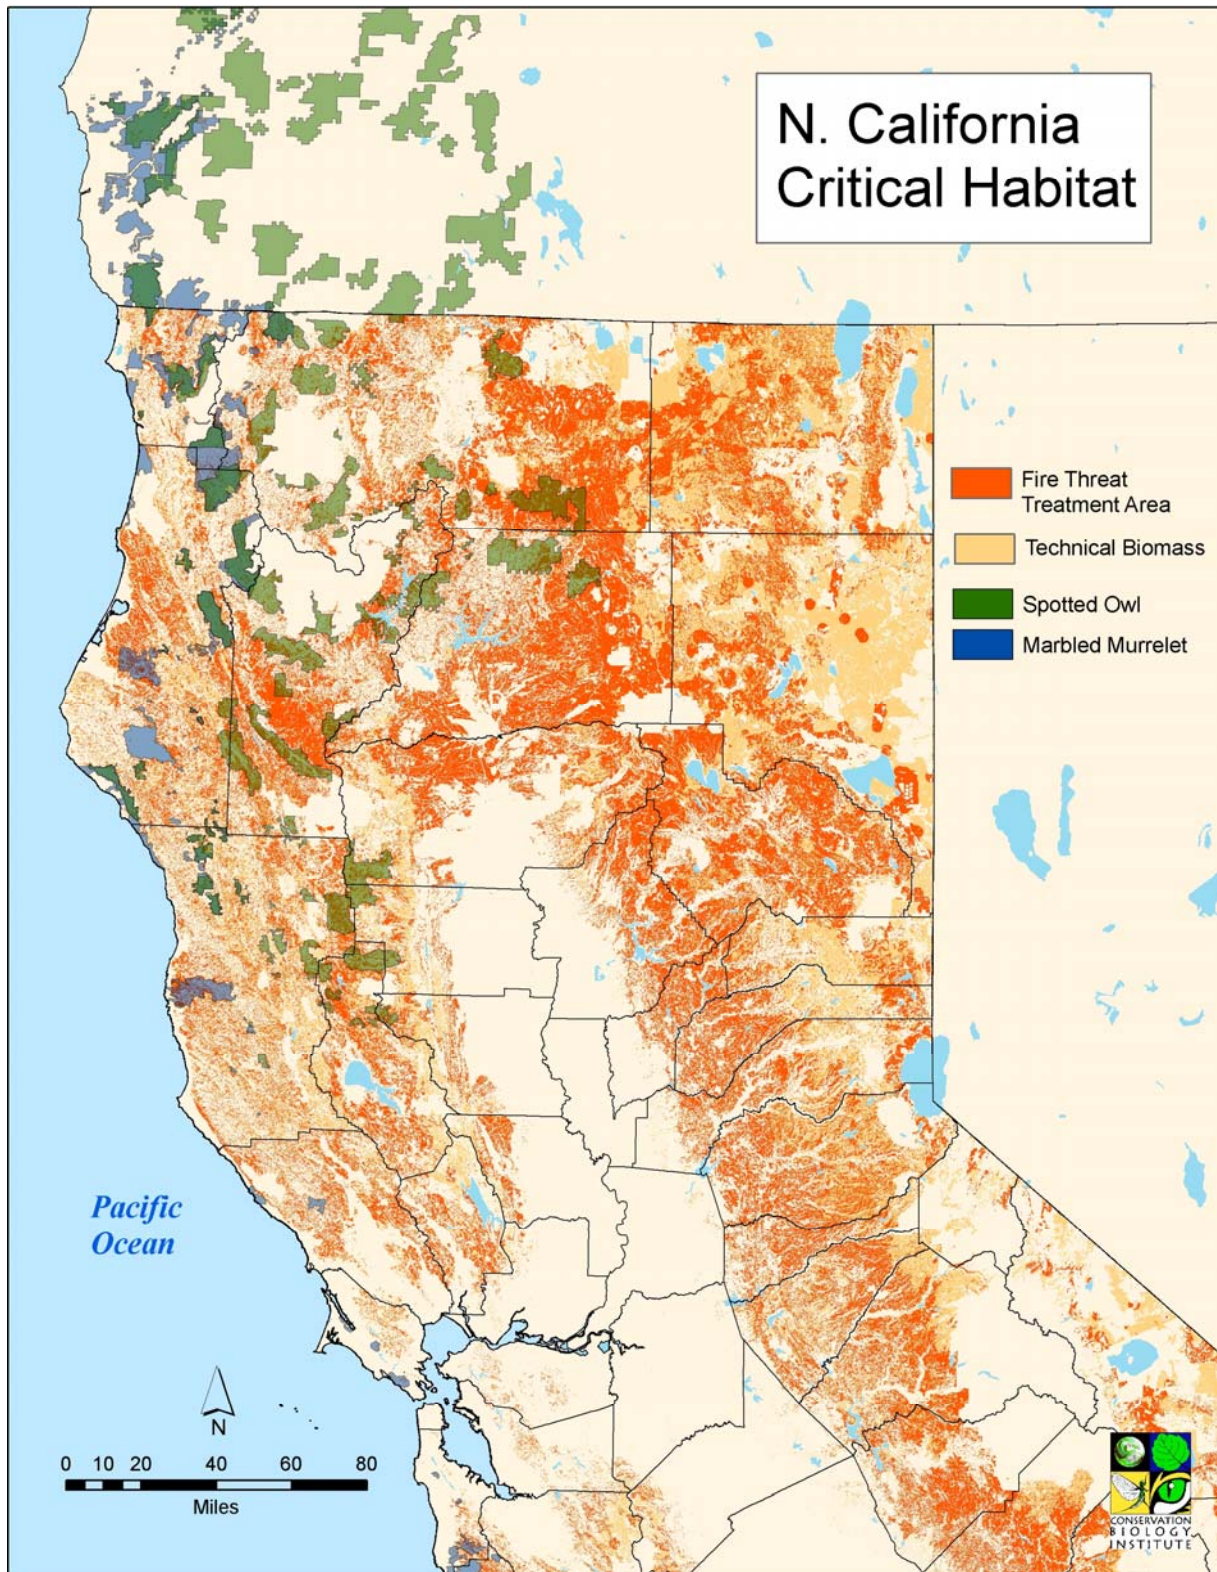 N. California
Critical Habitat
Fire Threat
Treatment Area
Technical Biomass
Spotted Owl
Marbled Murrelet
Pacific
Ocean
N
0 10 20 40 60 80
Miles
CONSERVATION
BIOLOGY
INSTITUTE